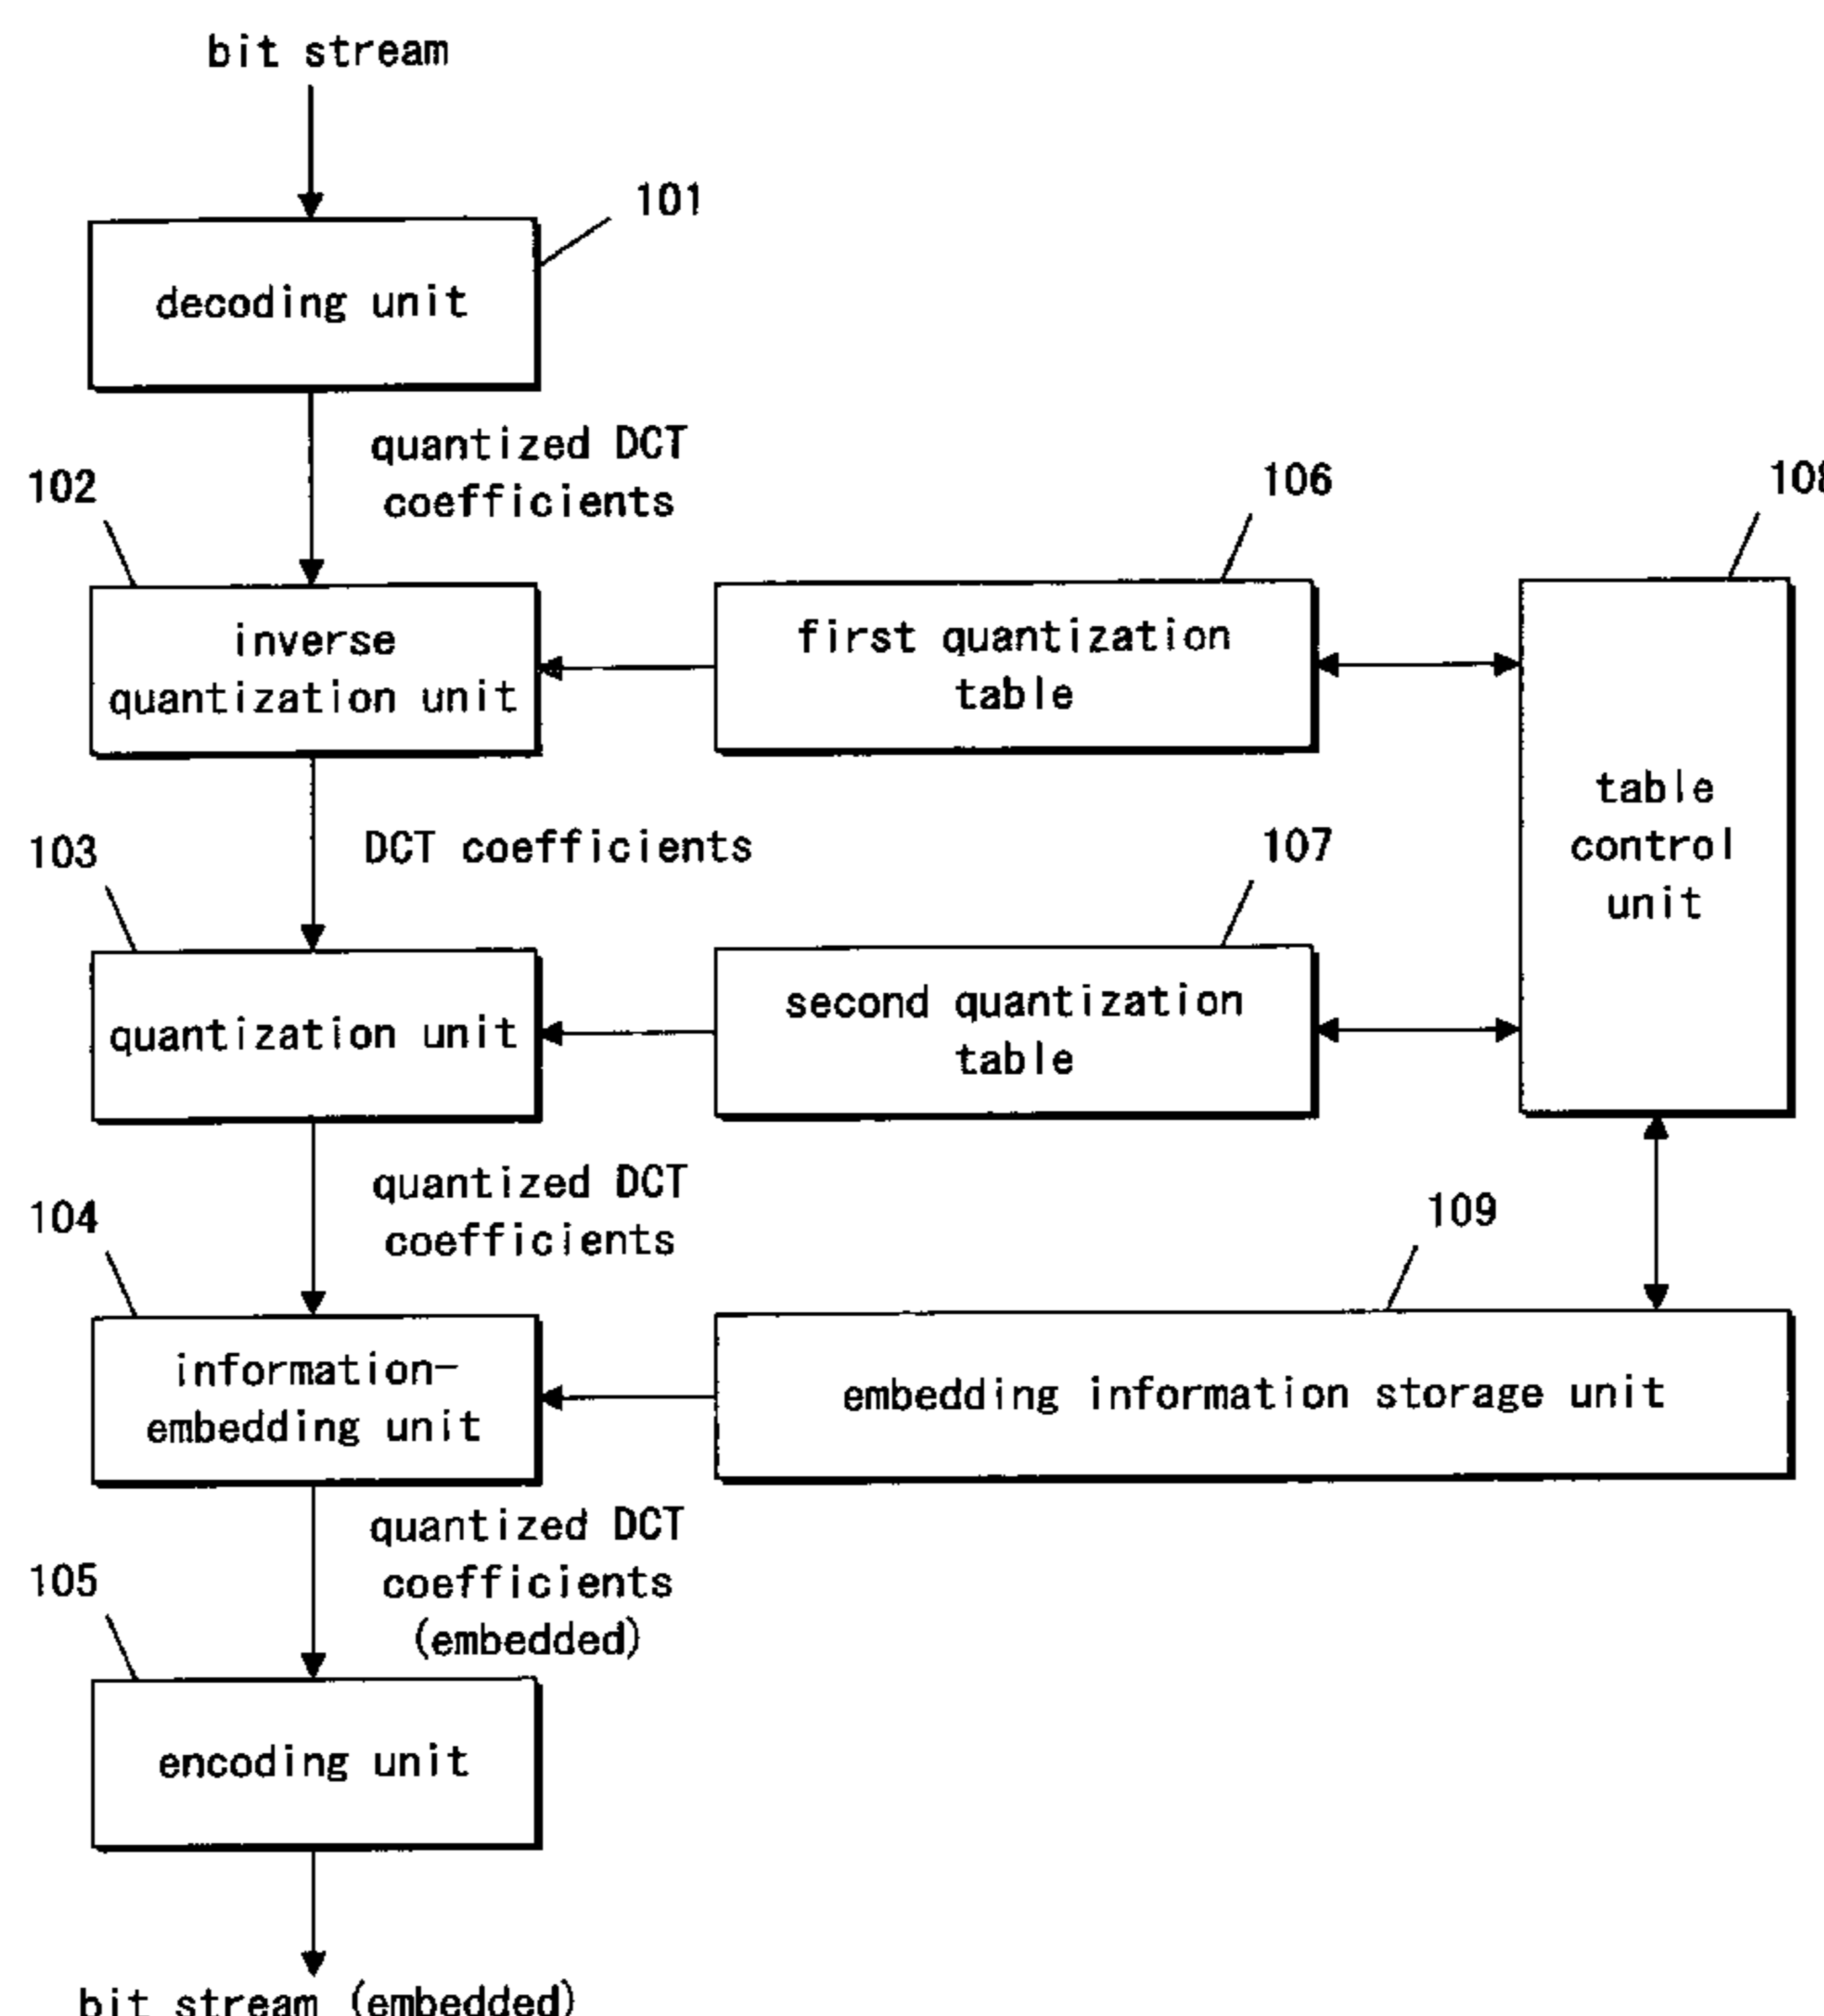 bit stream
101
decoding unit
quantized DCT
coefficients
102
106
108
inverse
quantization unit
first quantization
table
table
control
unit
DCT coefficients
103
107
quantization unit
second quantization
table
quantized DCT
coefficients
104
109
information-
embedding unit
embedding information storage unit
quantized DCT
coefficients
(embedded)
105
encoding unit
bit stream (embedded)